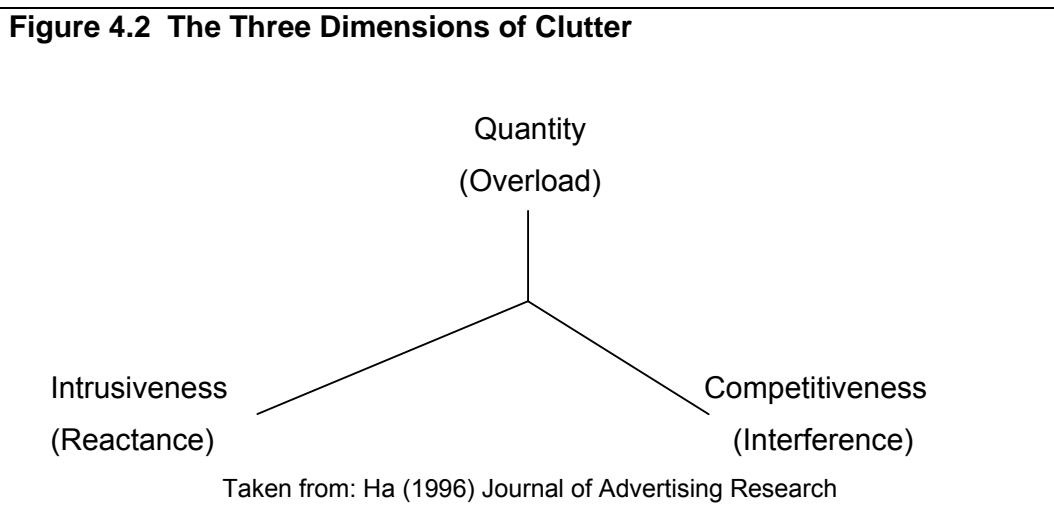 Figure 4.2  The Three Dimensions of Clutter
Quantity
(Overload)
Intrusiveness
(Reactance)
Competitiveness
(Interference)
Taken from: Ha (1996) Journal of Advertising Research